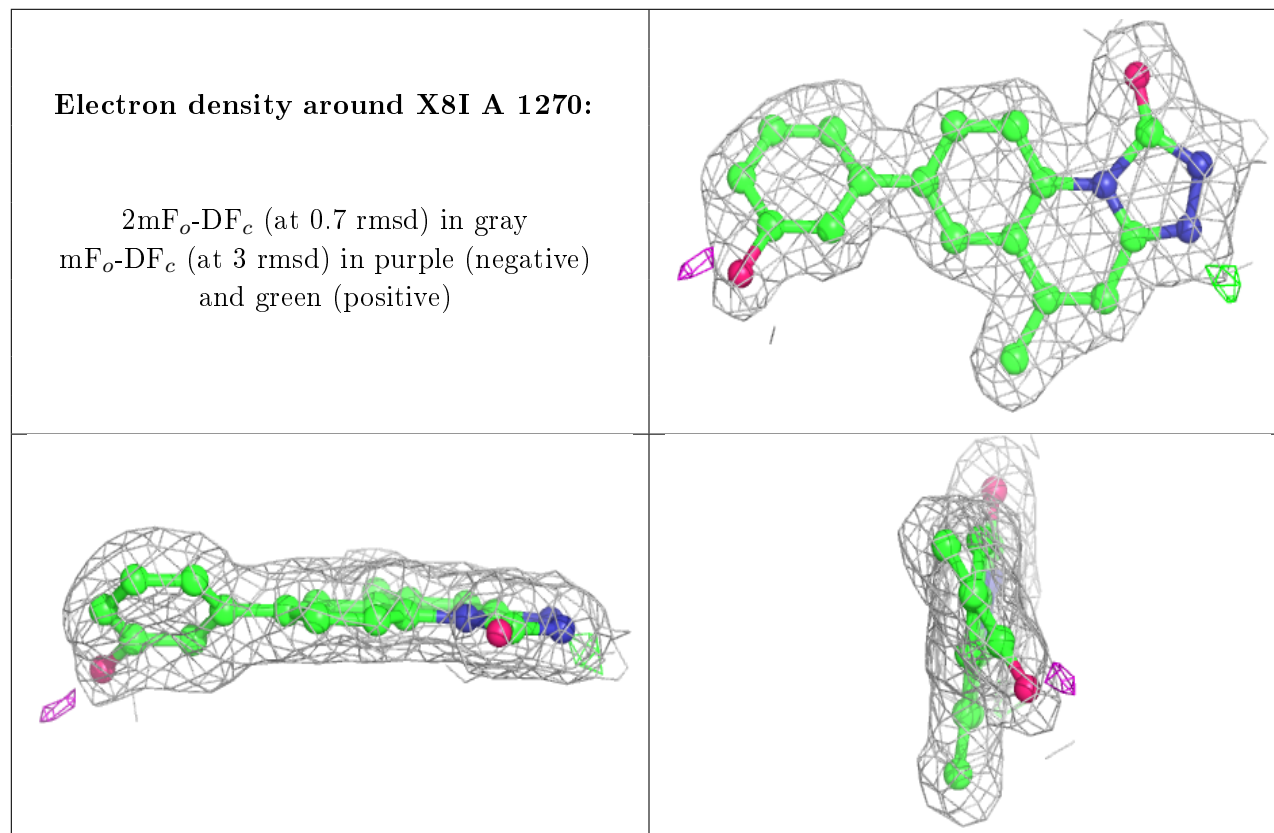 Electron density around X8I A 1270:
2mFo-DFc (at 0.7 rmsd) in gray
mFo-DFc (at 3 rmsd) in purple (negative)
and green (positive)